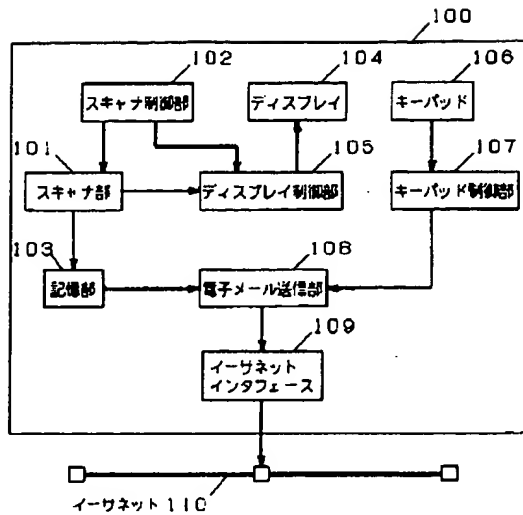 100
102
104
106
スキャナ制御部
ディスプレイ
キーパッド
101
105
107
スキャナ部
ディスプレイ制御部
キーパッド制御部
103
108
記憶部
電子メール送信部
109
イーサネット
インタフェース
イーサネット 110